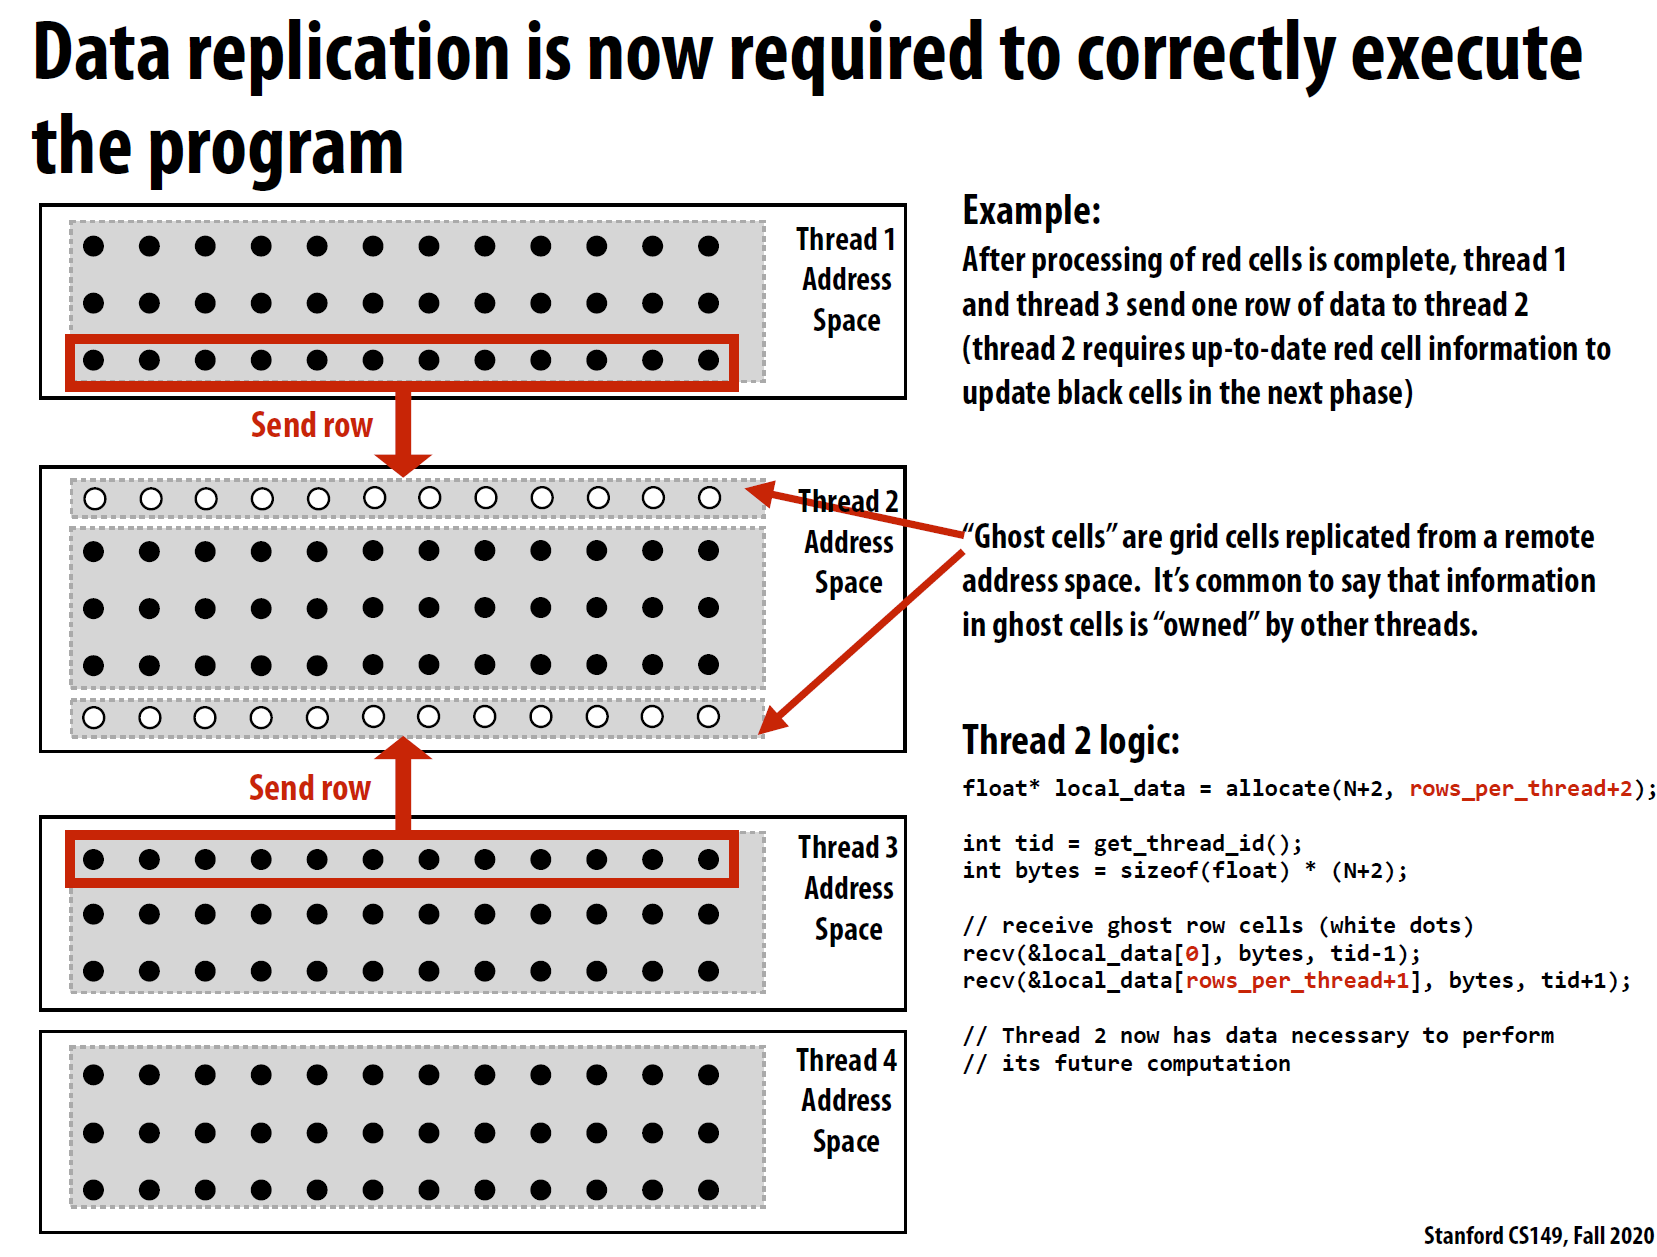 Data replication is now required to correctly execute
the program
Thread 1
Address
Space
Send row
Thread 2
Address
Space
Send row
Thread 3
Address
Space
Thread 4
Address
Space
Example:
After processing of red cells is complete, thread 1
and thread 3 send one row of data to thread 2
(thread 2 requires up-to-date red cell information to
update black cells in the next phase)
“Ghost cells” are grid cells replicated from a remote
address space.  It’s common to say that information
in ghost cells is “owned” by other threads.
Thread 2 logic:
float* local_data = allocate(N+2, rows_per_thread+2);
int tid = get_thread_id();
int bytes = sizeof(float) * (N+2);
// receive ghost row cells (white dots)
recv(&local_data[0], bytes, tid-1);
recv(&local_data[rows_per_thread+1], bytes, tid+1);
// Thread 2 now has data necessary to perform
// its future computation
Stanford CS149, Fall 2020